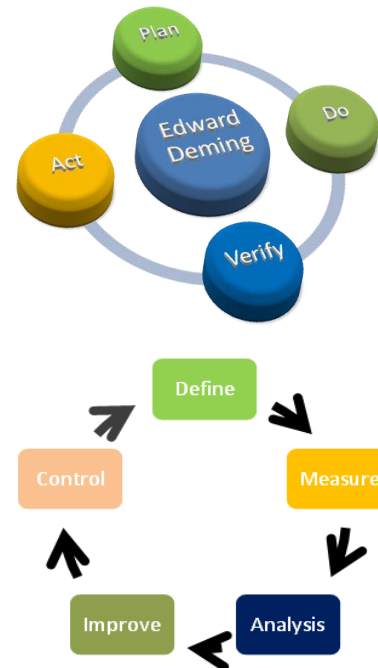 Plan
Do
Edward
Deming
Act
Verify
Define
Control
Measure
Improve
Analysis